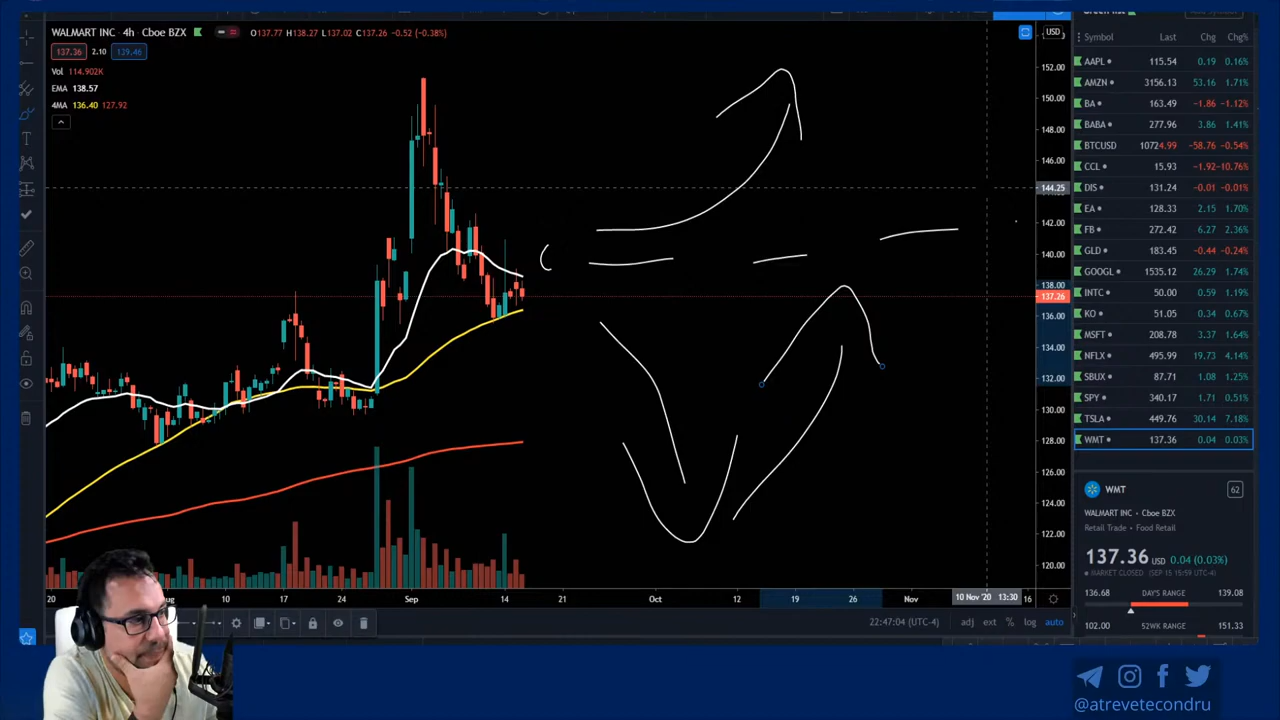 WALMART INC • 4h • Cboe BZX O137.77 H138.27 L137.02 C137.26 −0.52 (−0.38%)
137.36 2.10 139.46
Vol 114.902K
EMA 138.57
4MA 136.40 127.92
USD
152.00
150.00
148.00
146.00
144.25
142.00
140.00
138.00
137.26
136.00
134.00
132.00
130.00
128.00
126.00
124.00
122.00
120.00
20 Aug 10 17 24 Sep 14 21 Oct 12 19 26 Nov 10 Nov '20 13:30 16
22:47:04 (UTC-4) adj ext % log auto
Symbol Last Chg Chg%
AAPL 115.54 0.19 0.16%
AMZN 3156.13 53.16 1.71%
BA 163.49 −1.86 −1.12%
BABA 277.96 3.86 1.41%
BTCUSD 10724.99 −58.76 −0.54%
CCL 15.93 −1.92 −10.76%
DIS 131.24 −0.01 −0.01%
EA 128.33 2.15 1.70%
FB 272.42 6.27 2.36%
GLD 183.45 −0.44 −0.24%
GOOGL 1535.12 26.29 1.74%
INTC 50.00 0.59 1.19%
KO 51.05 0.34 0.67%
MSFT 208.78 3.37 1.64%
NFLX 495.99 19.73 4.14%
SBUX 87.71 1.08 1.25%
SPY 340.17 1.71 0.51%
TSLA 449.76 30.14 7.18%
WMT 137.36 0.04 0.03%
WMT 62
WALMART INC • Cboe BZX
Retail Trade • Food Retail
137.36 USD 0.04 (0.03%)
MARKET CLOSED (SEP 15 15:59 UTC-4)
136.68 DAY'S RANGE 139.08
102.00 52WK RANGE 151.33
@atrevetecondru